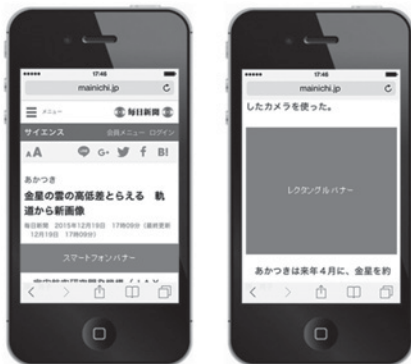 17:46
mainichi.jp
メニュー
毎日新聞
サイエンス
会員メニュー ログイン
AA
G+
f
B!
あかつき
金星の雲の高低差とらえる 軌
道から新画像
毎日新聞 2015年12月19日 17時09分(最終更新
12月19日 17時09分)
スマートフォンバナー
17:46
mainichi.jp
したカメラを使った。
レクタングルバナー
あかつきは来年4月に、金星を約